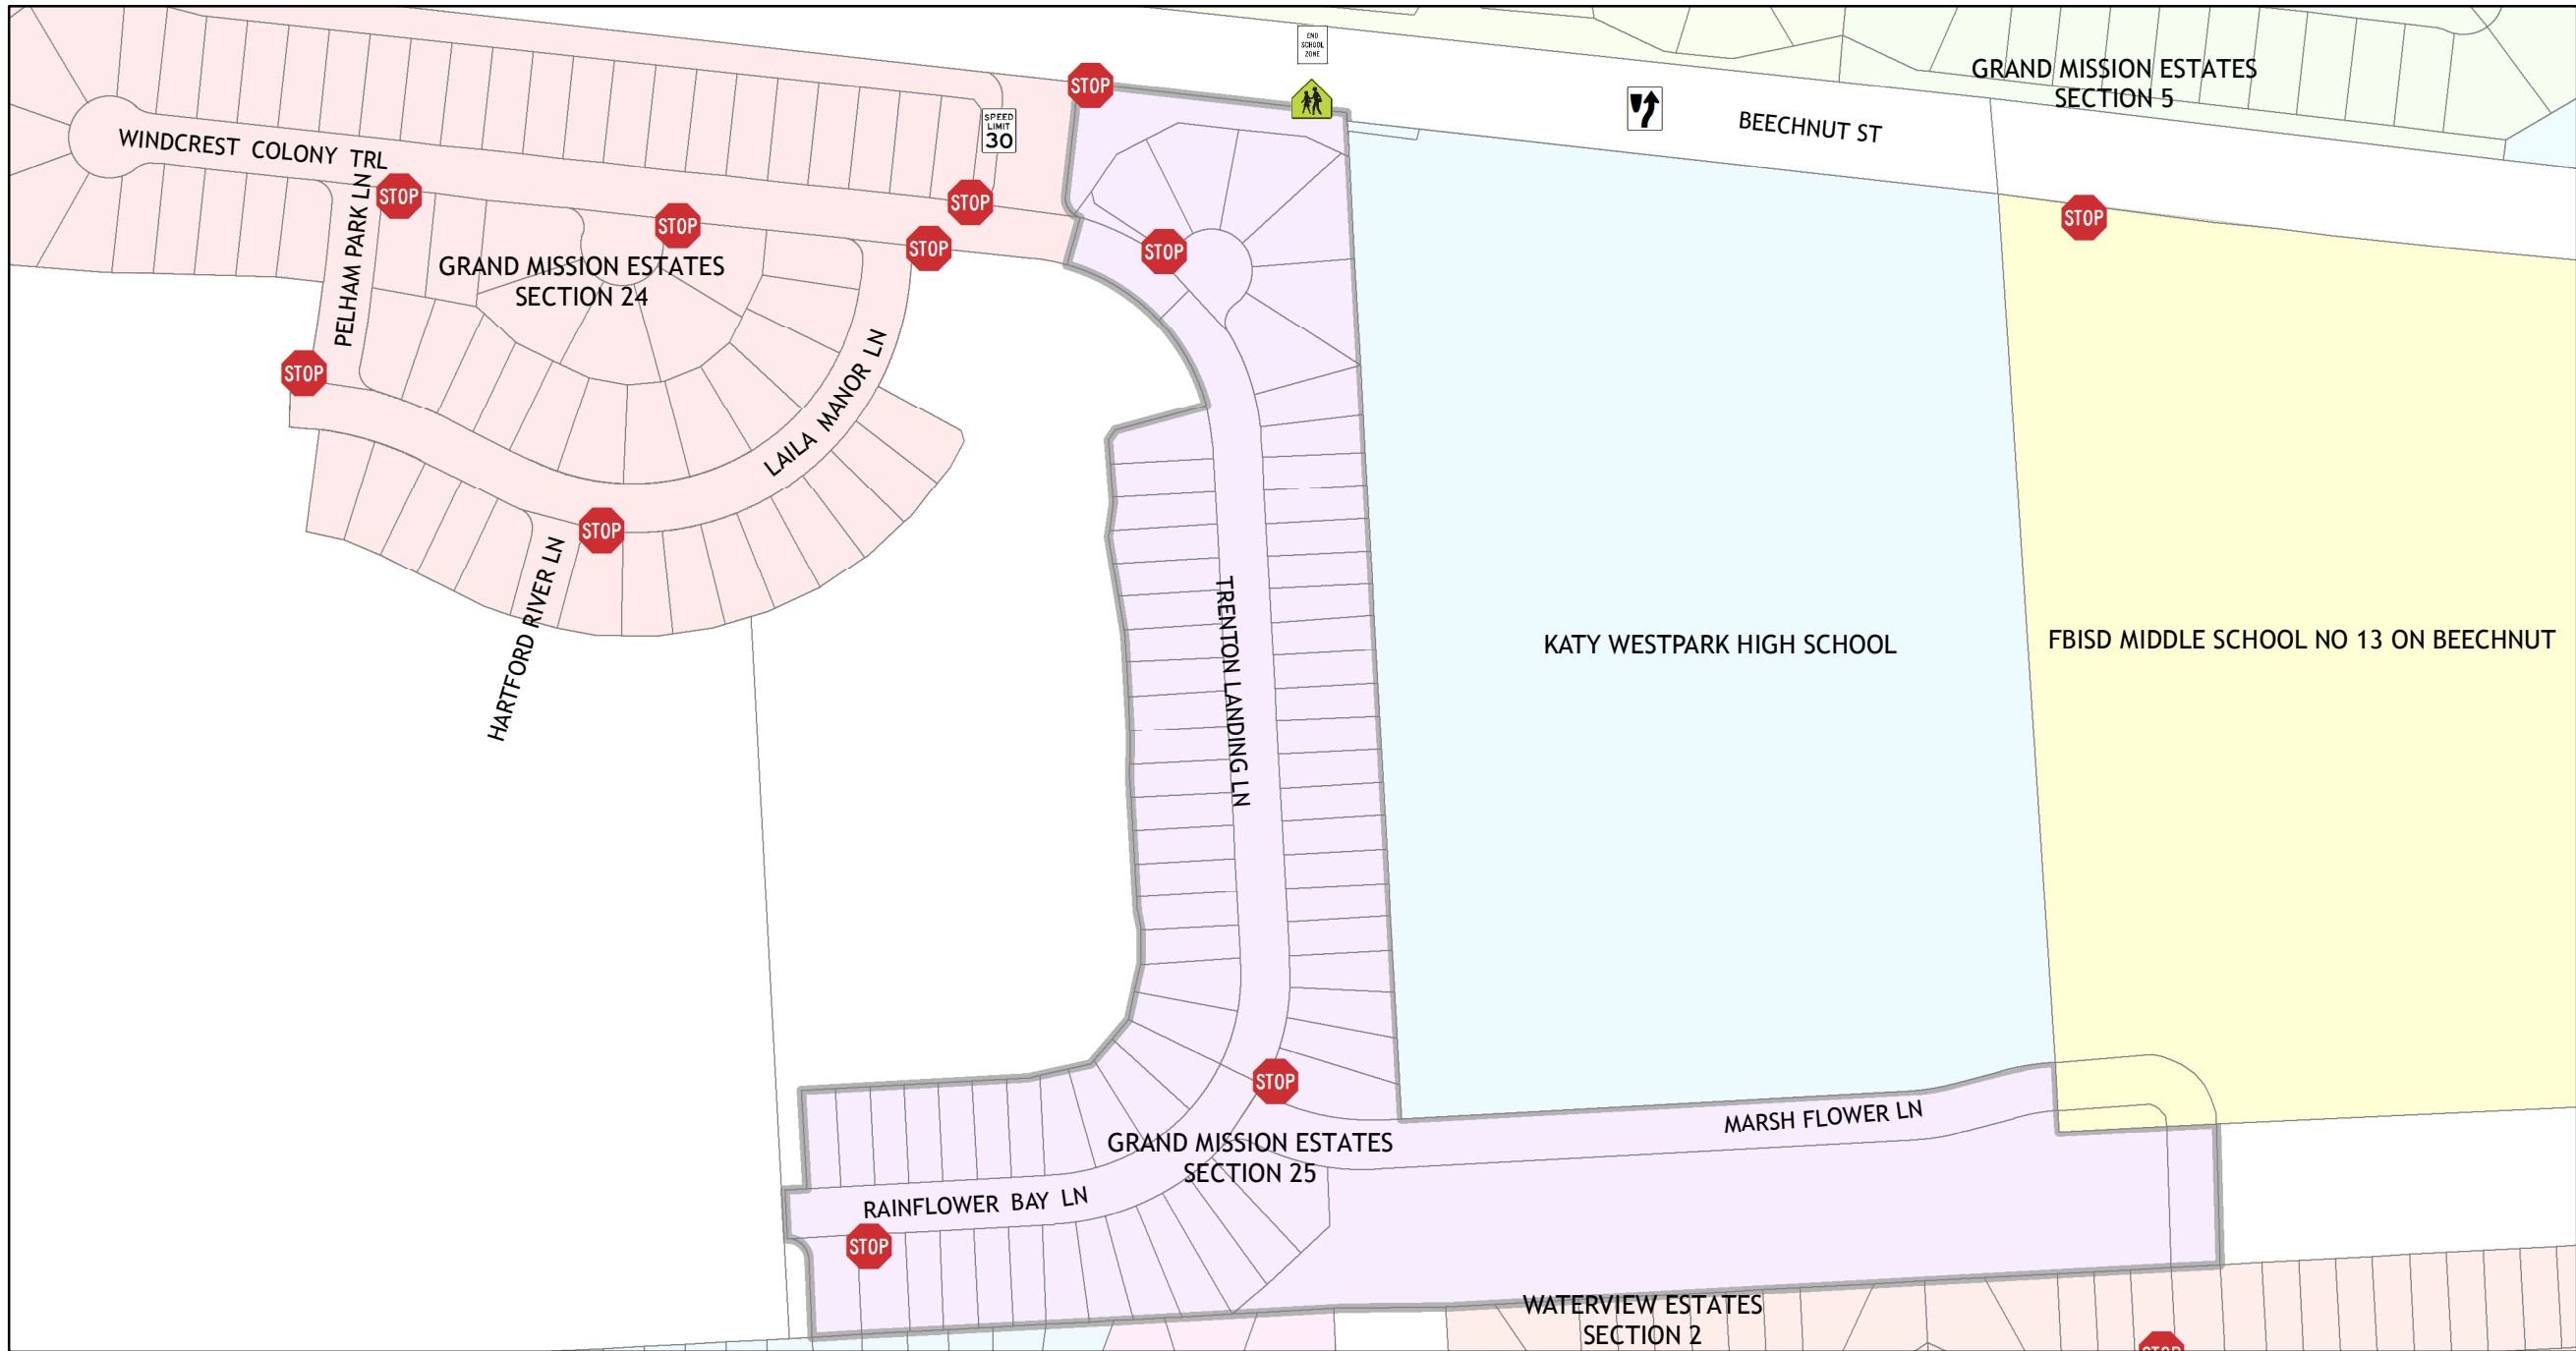 END
SCHOOL
ZONE
GRAND MISSION ESTATES
SECTION 5
STOP
BEECHNUT ST
SPEED
LIMIT
30
WINDCREST COLONY TRL
STOP
STOP
STOP
STOP
STOP
STOP
PELHAM PARK LN
GRAND MISSION ESTATES
SECTION 24
STOP
LAILA MANOR LN
STOP
HARTFORD RIVER LN
TRENTON LANDING LN
KATY WESTPARK HIGH SCHOOL
FBISD MIDDLE SCHOOL NO 13 ON BEECHNUT
STOP
MARSH FLOWER LN
GRAND MISSION ESTATES
SECTION 25
RAINFLOWER BAY LN
STOP
WATERVIEW ESTATES
SECTION 2
STOP